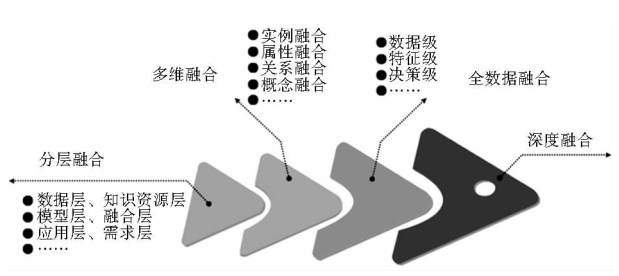 分层融合
●数据层、知识资源层
●模型层、融合层
●应用层、需求层
●……
多维融合
●实例融合
●属性融合
●关系融合
●概念融合
●……
●数据级
●特征级
●决策级
●……
全数据融合
深度融合